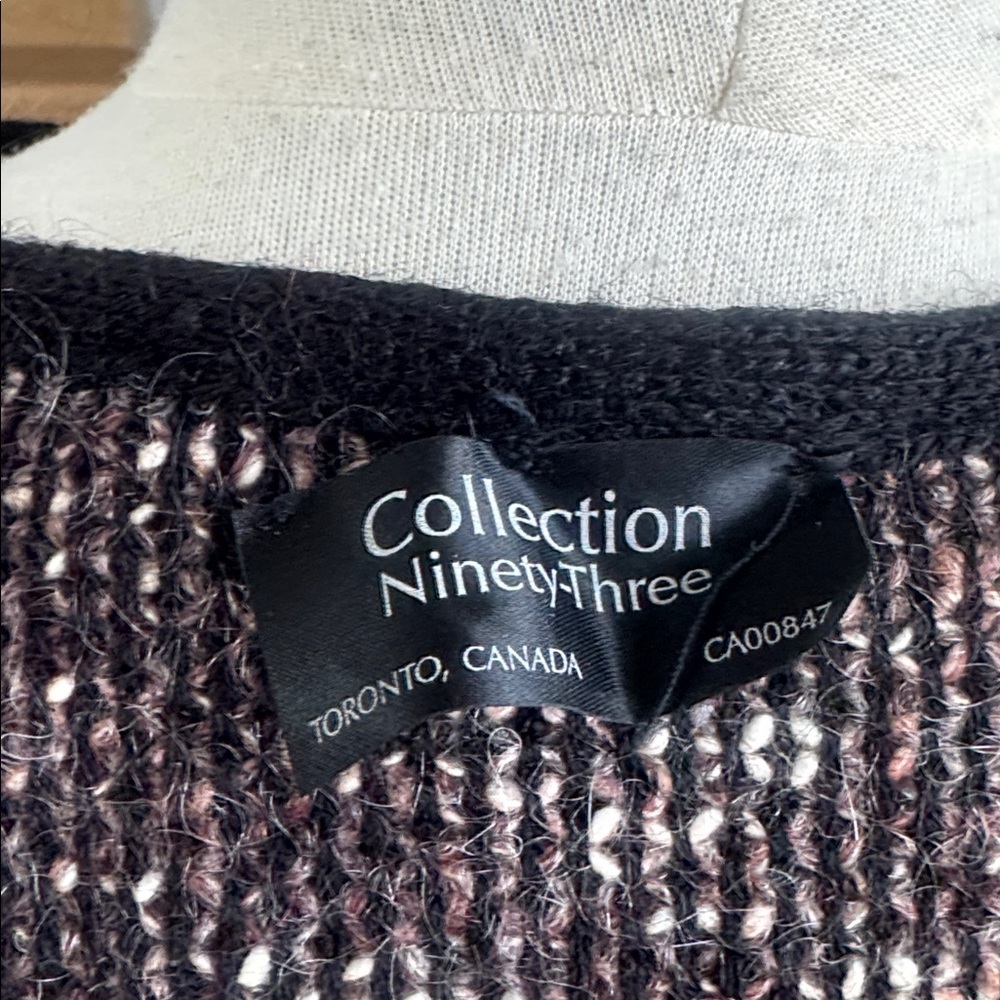 Collection
Ninety-Three
TORONTO, CANADA
CA00847